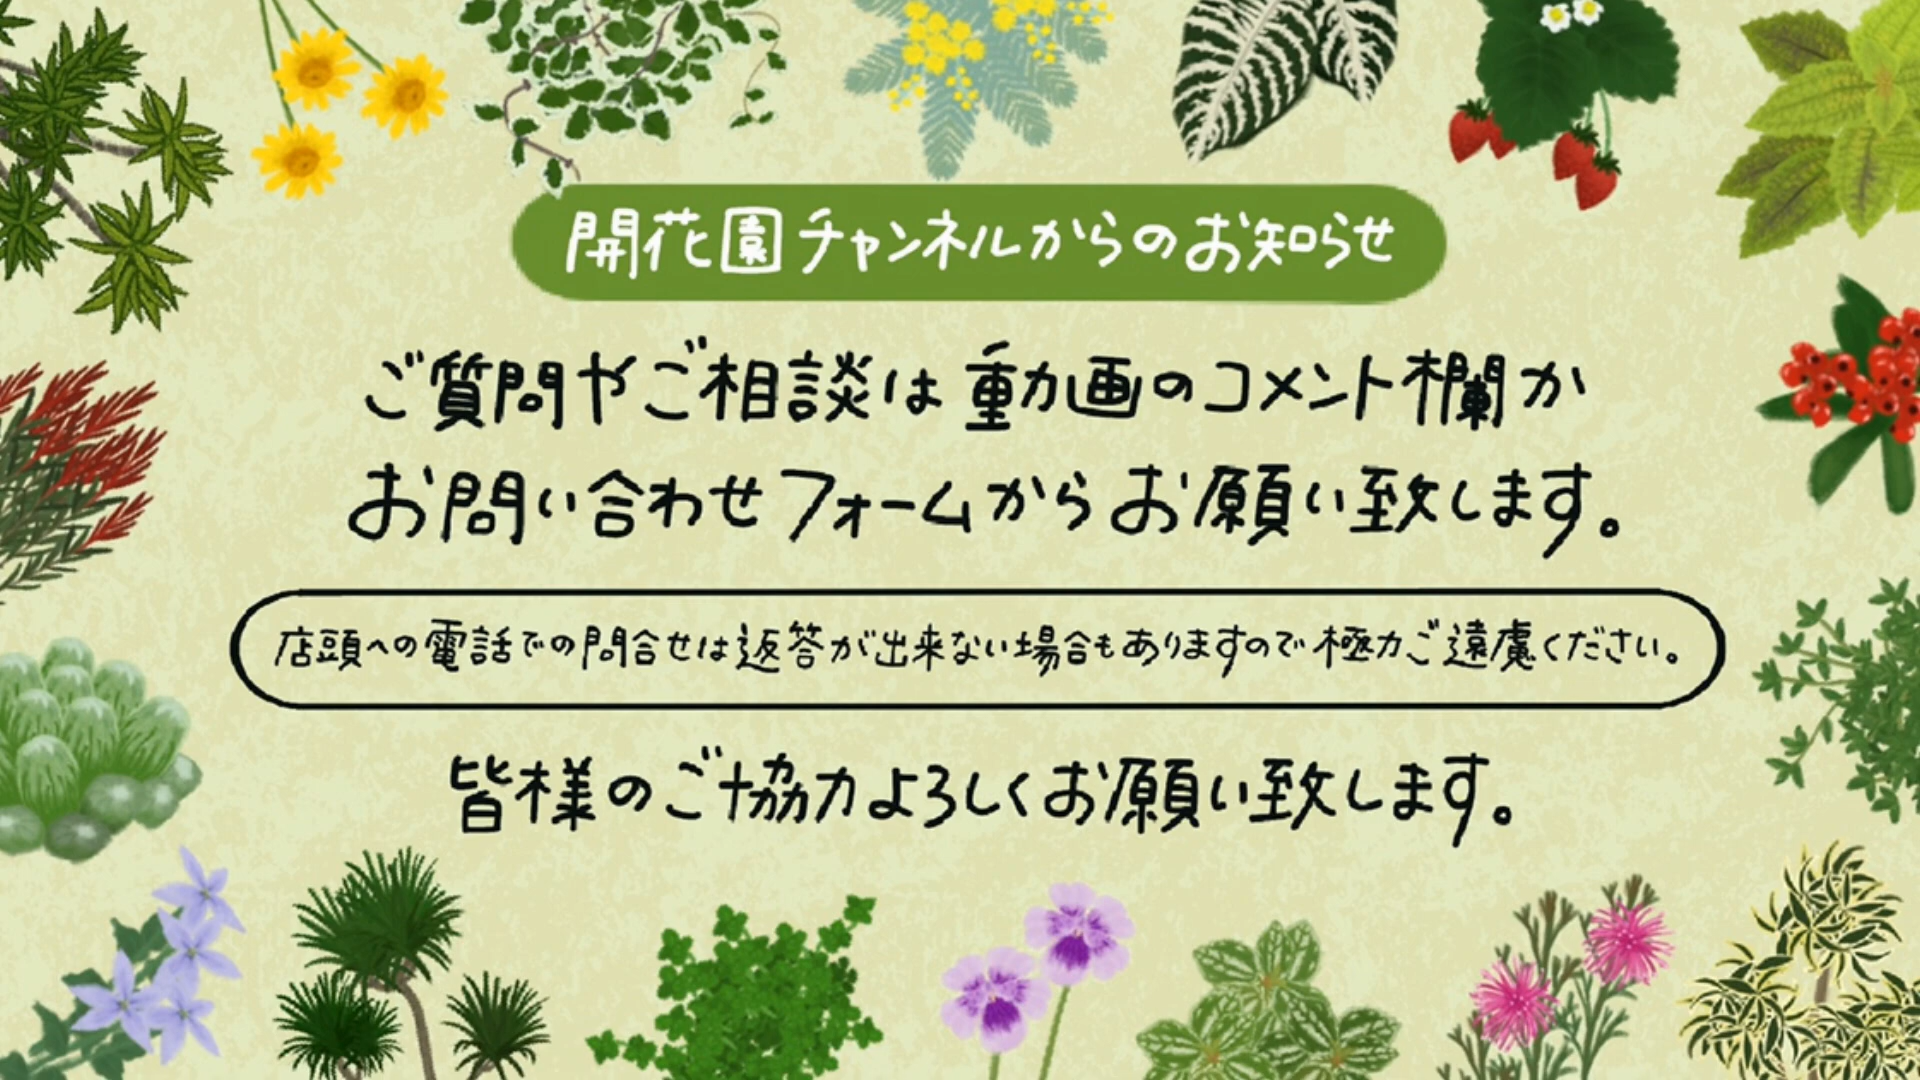 開花園チャンネルからのお知らせ
ご質問やご相談は動画のコメント欄か
お問い合わせフォームからお願い致します。
店頭への電話での問合せは返答が出来ない場合もありますので極力ご遠慮ください。
皆様のご協力よろしくお願い致します。